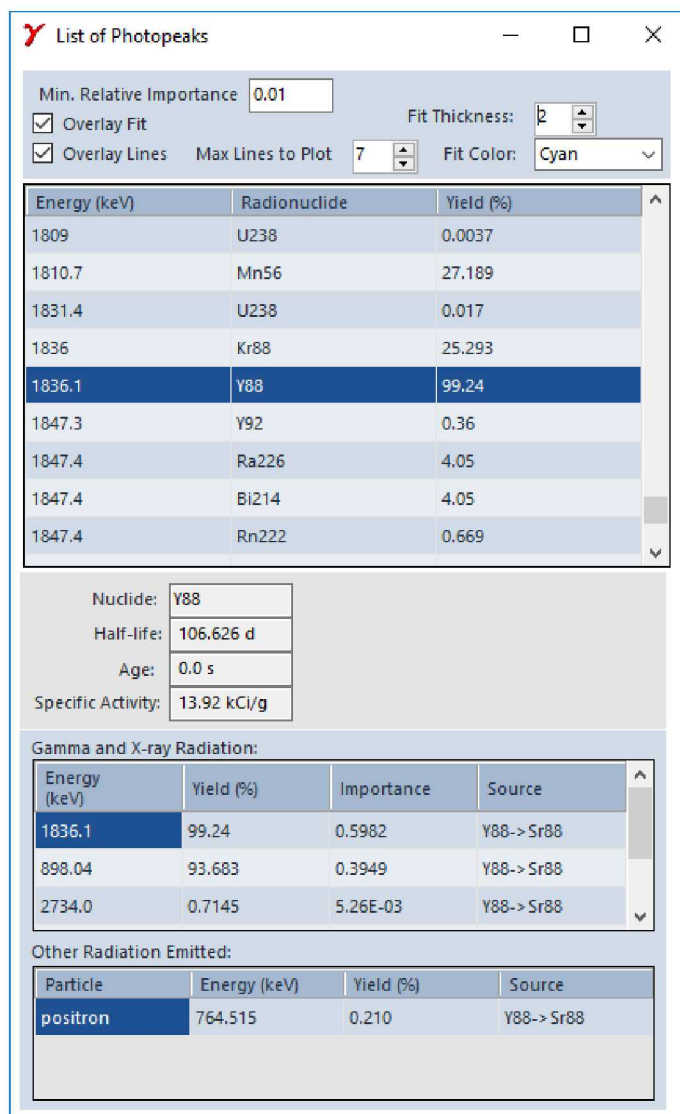 γ List of Photopeaks
Min. Relative Importance 0.01
Overlay Fit Fit Thickness: 2
Overlay Lines Max Lines to Plot 7 Fit Color: Cyan
Energy (keV) Radionuclide Yield (%)
1809 U238 0.0037
1810.7 Mn56 27.189
1831.4 U238 0.017
1836 Kr88 25.293
1836.1 Y88 99.24
1847.3 Y92 0.36
1847.4 Ra226 4.05
1847.4 Bi214 4.05
1847.4 Rn222 0.669
Nuclide: Y88
Half-life: 106.626 d
Age: 0.0 s
Specific Activity: 13.92 kCi/g
Gamma and X-ray Radiation:
Energy (keV) Yield (%) Importance Source
1836.1 99.24 0.5982 Y88->Sr88
898.04 93.683 0.3949 Y88->Sr88
2734.0 0.7145 5.26E-03 Y88->Sr88
Other Radiation Emitted:
Particle Energy (keV) Yield (%) Source
positron 764.515 0.210 Y88->Sr88